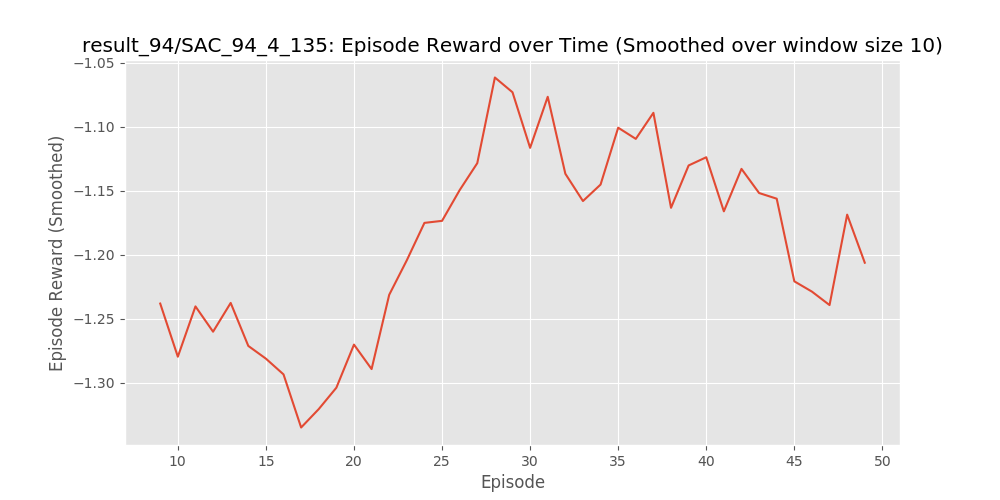 result_94/SAC_94_4_135: Episode Reward over Time (Smoothed over window size 10)
−1.05
−1.10
−1.15
−1.20
−1.25
−1.30
Episode Reward (Smoothed)
10 15 20 25 30 35 40 45 50
Episode